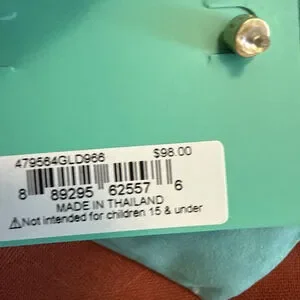 479564GLD966 $98.00
8 89295 62557 6
MADE IN THAILAND
⚠Not intended for children 15 & under